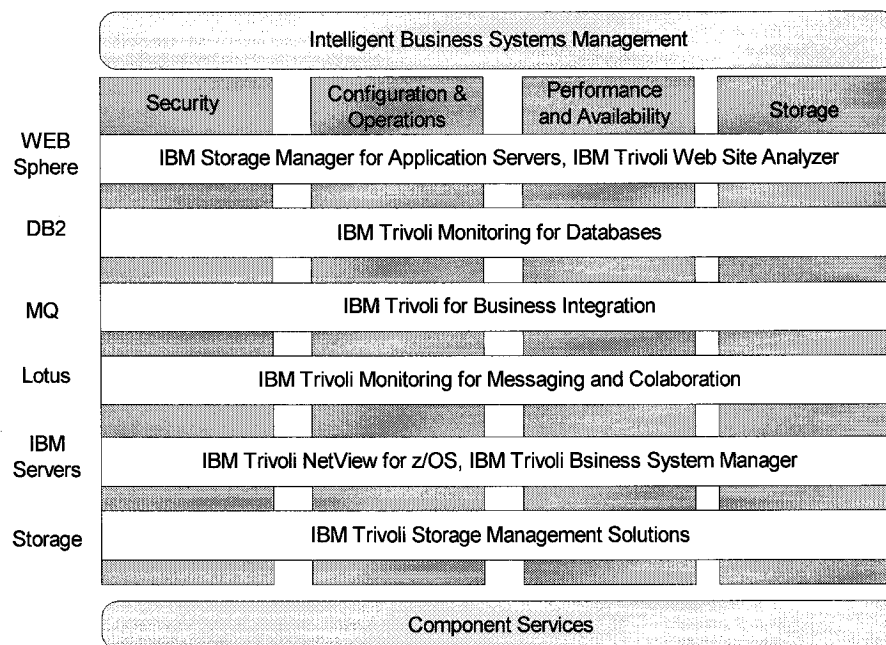 Intelligent Business Systems Management
Security
Configuration &
Operations
Performance
and Availability
Storage
WEB
Sphere
IBM Storage Manager for Application Servers, IBM Trivoli Web Site Analyzer
DB2
IBM Trivoli Monitoring for Databases
MQ
IBM Trivoli for Business Integration
Lotus
IBM Trivoli Monitoring for Messaging and Colaboration
IBM
Servers
IBM Trivoli NetView for z/OS, IBM Trivoli Bsiness System Manager
Storage
IBM Trivoli Storage Management Solutions
Component Services